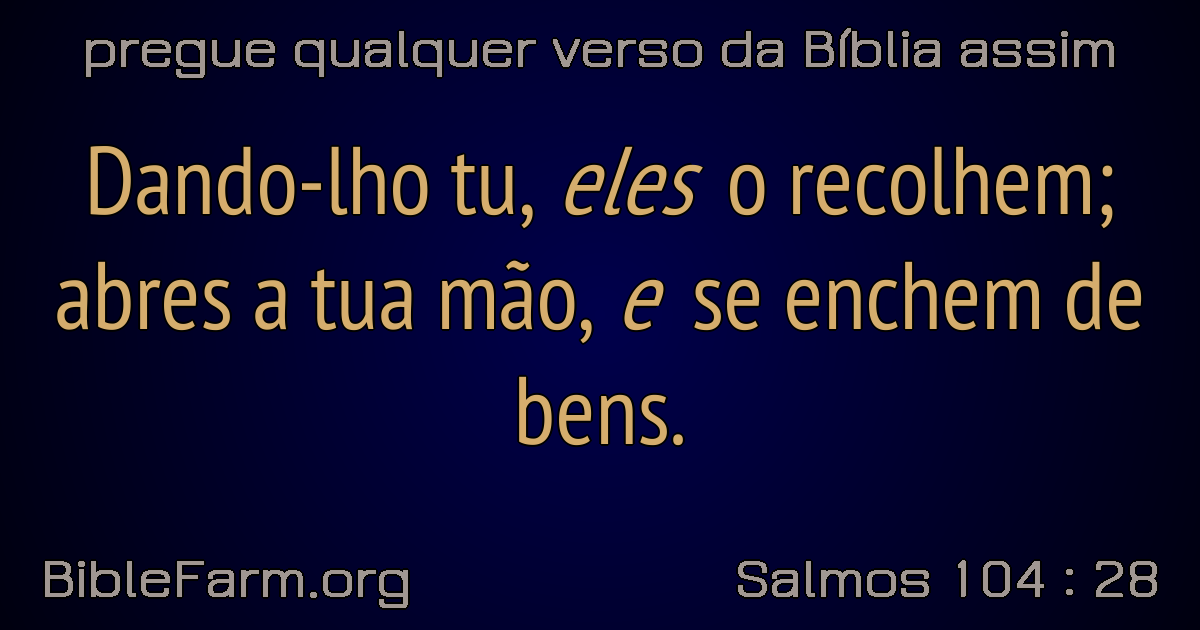 pregue qualquer verso da Bíblia assim
Dando-lho tu, eles o recolhem;
abres a tua mão, e se enchem de
bens.
BibleFarm.org
Salmos 104 : 28